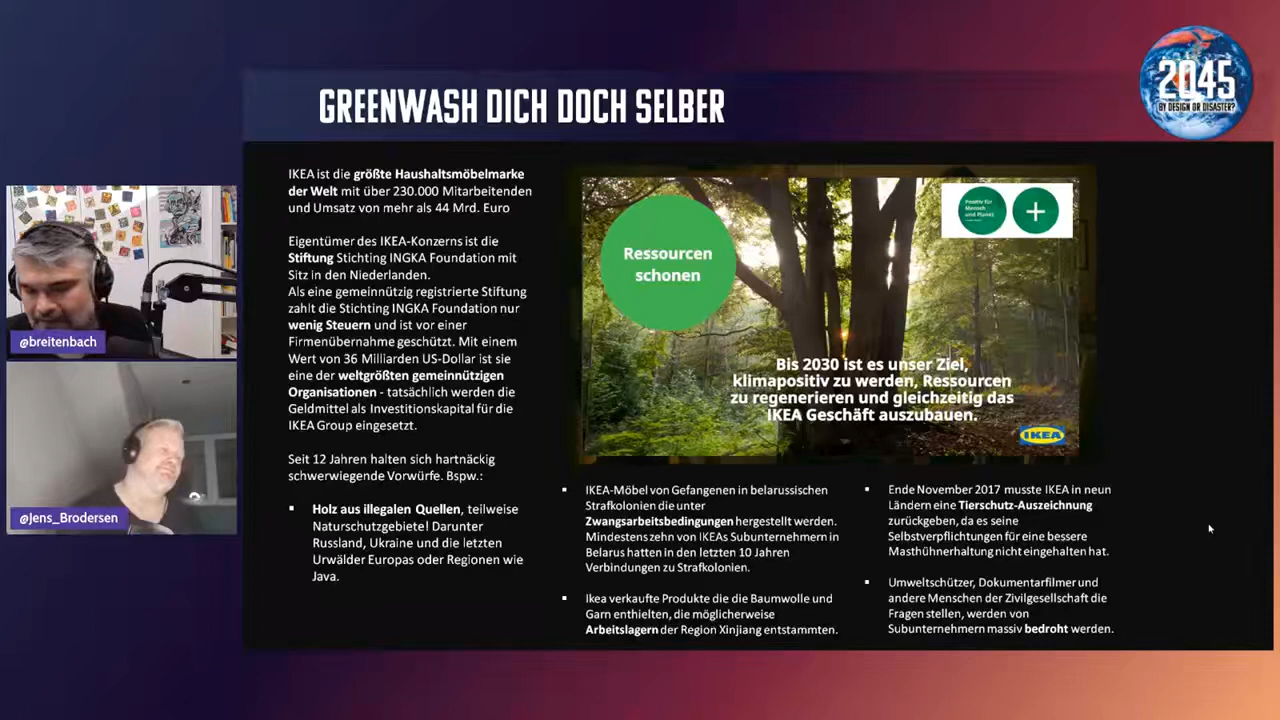 GREENWASH DICH DOCH SELBER
2045
BY DESIGN OR DISASTER?
IKEA ist die größte Haushaltsmöbelmarke
der Welt mit über 230.000 Mitarbeitenden
und Umsatz von mehr als 44 Mrd. Euro
Eigentümer des IKEA-Konzerns ist die
Stiftung Stichting INGKA Foundation mit
Sitz in den Niederlanden.
Als eine gemeinnützig registrierte Stiftung
zahlt die Stichting INGKA Foundation nur
wenig Steuern und ist vor einer
Firmenübernahme geschützt. Mit einem
Wert von 36 Milliarden US-Dollar ist sie
eine der weltgrößten gemeinnützigen
Organisationen - tatsächlich werden die
Geldmittel als Investitionskapital für die
IKEA Group eingesetzt.
Seit 12 Jahren halten sich hartnäckig
schwerwiegende Vorwürfe. Bspw.:
▪ Holz aus illegalen Quellen, teilweise
Naturschutzgebiete! Darunter
Russland, Ukraine und die letzten
Urwälder Europas oder Regionen wie
Java.
Ressourcen
schonen
Positiv für
Mensch
und Planet
+
Bis 2030 ist es unser Ziel,
klimapositiv zu werden, Ressourcen
zu regenerieren und gleichzeitig das
IKEA Geschäft auszubauen.
IKEA
▪ IKEA-Möbel von Gefangenen in belarussischen
Strafkolonien die unter
Zwangsarbeitsbedingungen hergestellt werden.
Mindestens zehn von IKEAs Subunternehmern in
Belarus hatten in den letzten 10 Jahren
Verbindungen zu Strafkolonien.
▪ Ikea verkaufte Produkte die die Baumwolle und
Garn enthielten, die möglicherweise
Arbeitslagern der Region Xinjiang entstammten.
▪ Ende November 2017 musste IKEA in neun
Ländern eine Tierschutz-Auszeichnung
zurückgeben, da es seine
Selbstverpflichtungen für eine bessere
Masthühnerhaltung nicht eingehalten hat.
▪ Umweltschützer, Dokumentarfilmer und
andere Menschen der Zivilgesellschaft die
Fragen stellen, werden von
Subunternehmern massiv bedroht werden.
@breitenbach
@Jens_Brodersen